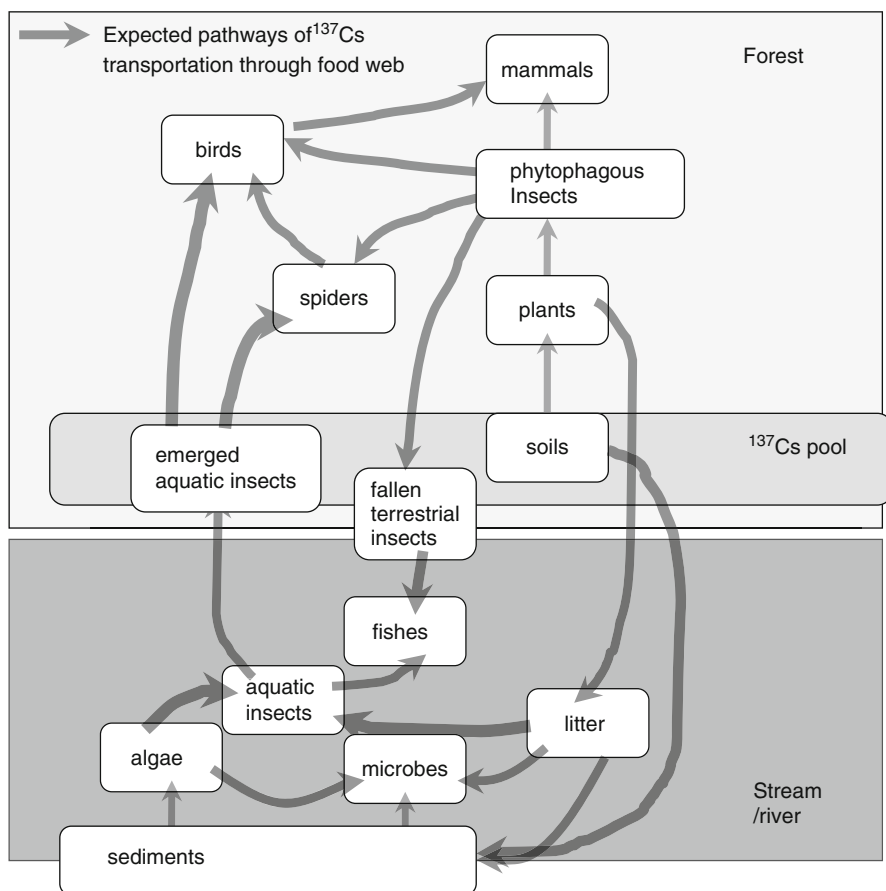 Expected pathways of ¹³⁷Cs
transportation through food web
Forest
mammals
birds
phytophagous
Insects
spiders
plants
soils
¹³⁷Cs pool
emerged
aquatic insects
fallen
terrestrial
insects
fishes
aquatic
insects
litter
algae
microbes
Stream
/river
sediments